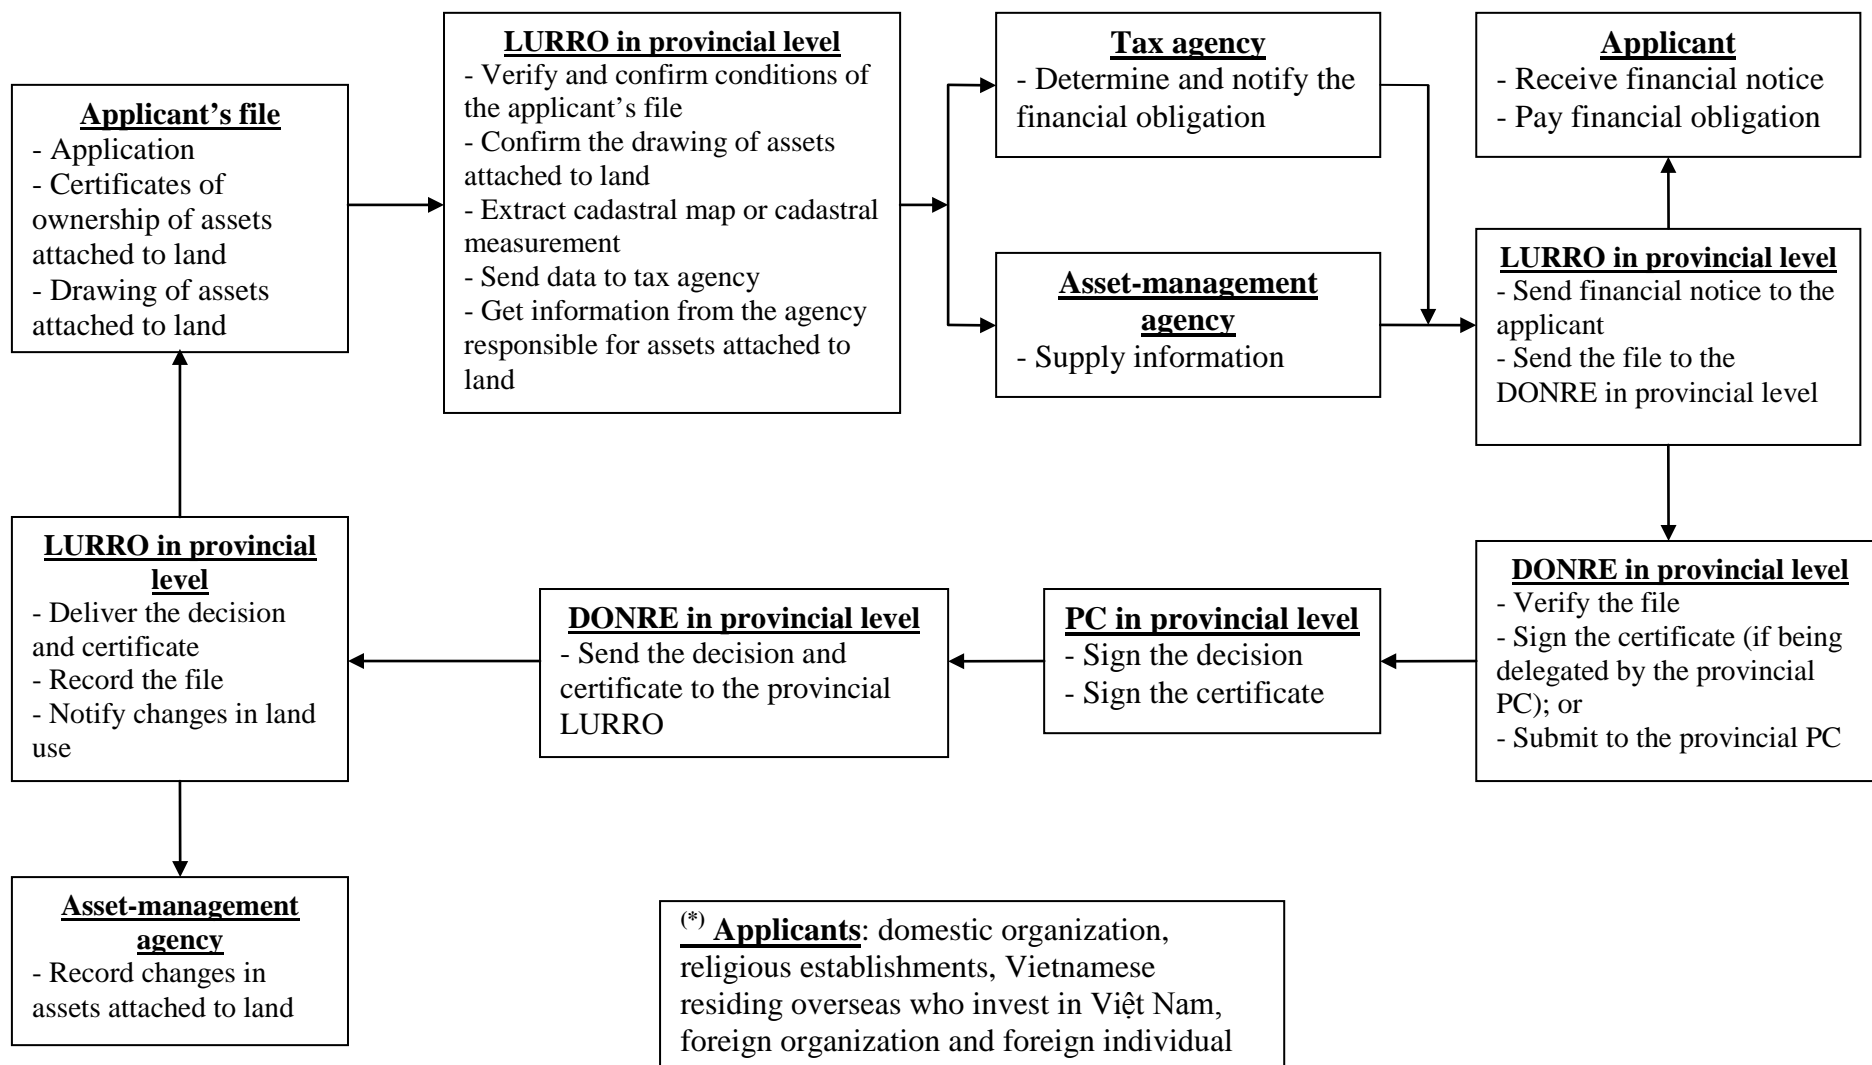 Applicant’s file
- Application
- Certificates of
ownership of assets
attached to land
- Drawing of assets
attached to land
LURRO in provincial level
- Verify and confirm conditions of
the applicant’s file
- Confirm the drawing of assets
attached to land
- Extract cadastral map or cadastral
measurement
- Send data to tax agency
- Get information from the agency
responsible for assets attached to
land
Tax agency
- Determine and notify the
financial obligation
Asset-management
agency
- Supply information
Applicant
- Receive financial notice
- Pay financial obligation
LURRO in provincial level
- Send financial notice to the
applicant
- Send the file to the
DONRE in provincial level
DONRE in provincial level
- Verify the file
- Sign the certificate (if being
delegated by the provincial
PC); or
- Submit to the provincial PC
PC in provincial level
- Sign the decision
- Sign the certificate
DONRE in provincial level
- Send the decision and
certificate to the provincial
LURRO
LURRO in provincial
level
- Deliver the decision
and certificate
- Record the file
- Notify changes in land
use
Asset-management
agency
- Record changes in
assets attached to land
(*) Applicants: domestic organization,
religious establishments, Vietnamese
residing overseas who invest in Việt Nam,
foreign organization and foreign individual